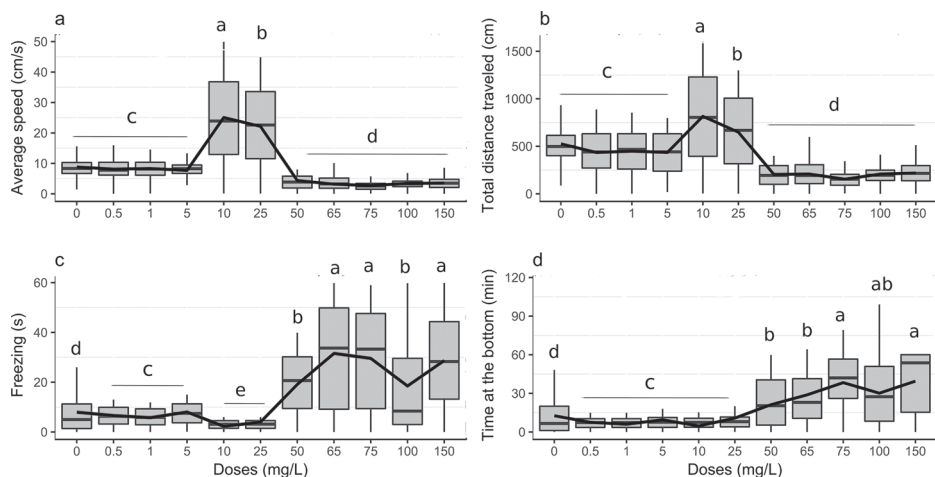 a
Average speed (cm/s)
50
40
30
20
10
0
c
a
b
d
0 0.5 1 5 10 25 50 65 75 100 150
b
Total distance traveled (cm)
1500
1000
500
0
c
a
b
d
0 0.5 1 5 10 25 50 65 75 100 150
c
Freezing (s)
60
40
20
0
d
c
e
b
a
a
b
a
0 0.5 1 5 10 25 50 65 75 100 150
Doses (mg/L)
d
Time at the bottom (min)
120
90
60
30
0
d
c
b
b
a
ab
a
0 0.5 1 5 10 25 50 65 75 100 150
Doses (mg/L)